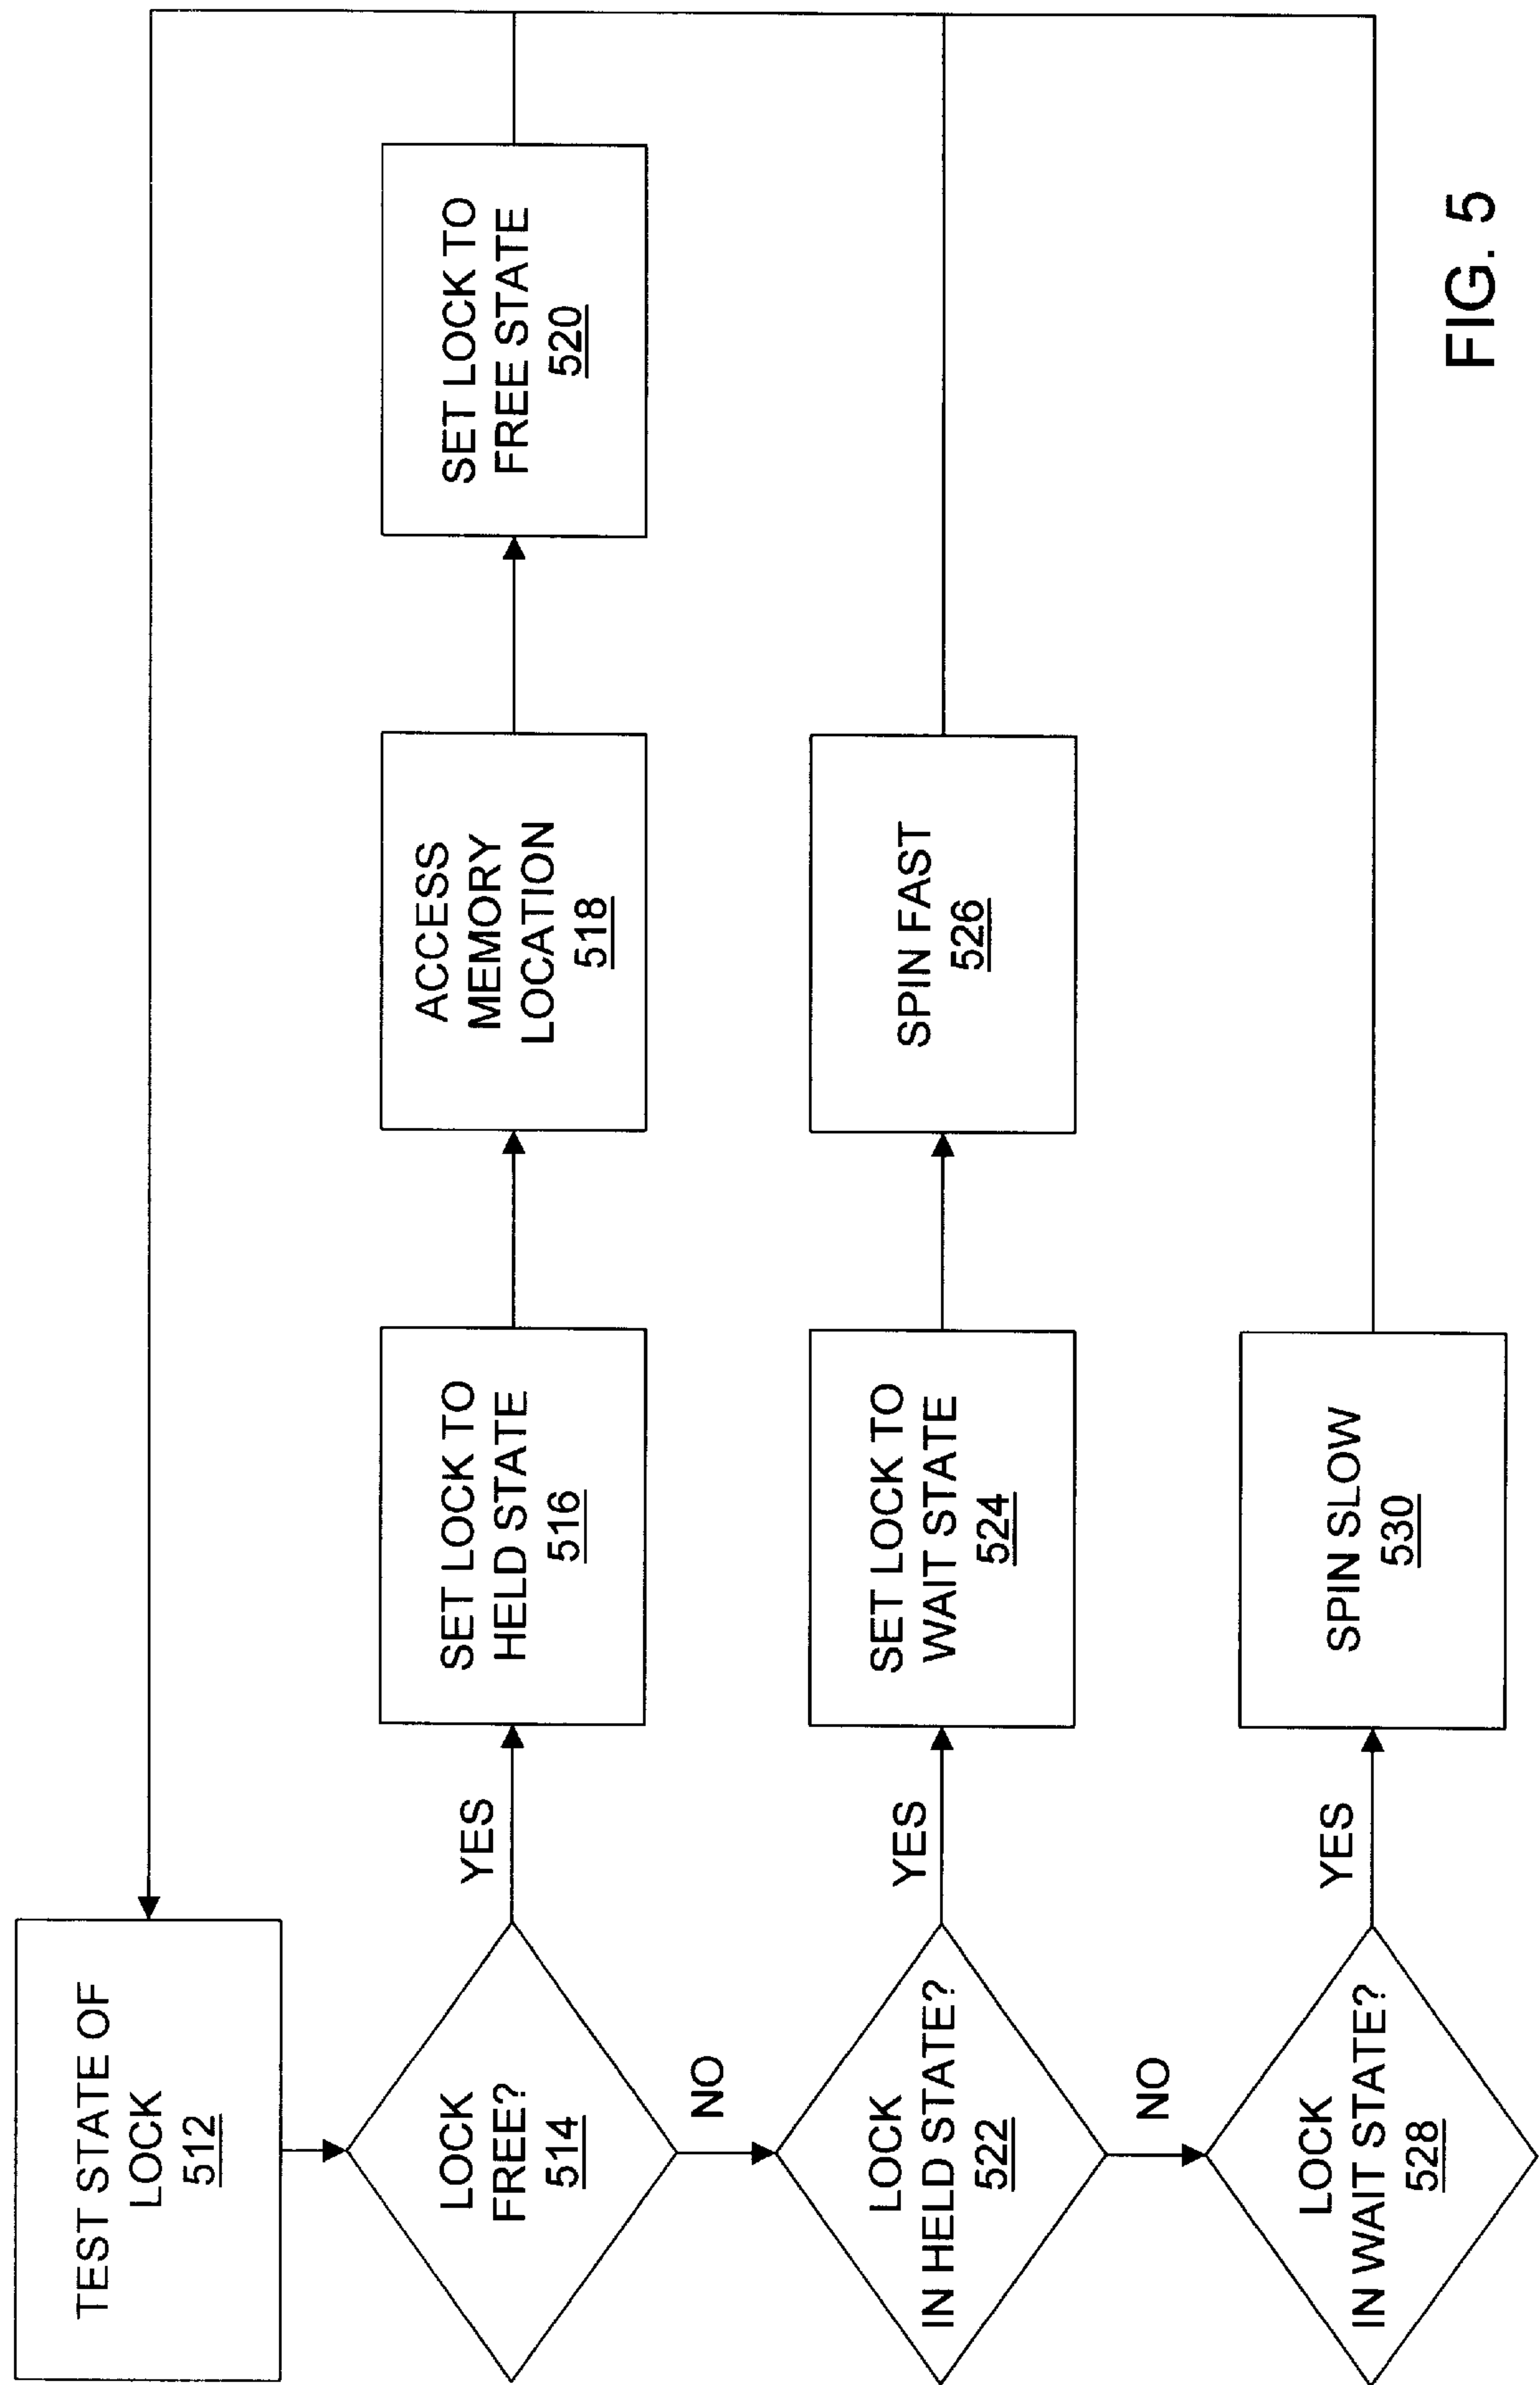 TEST STATE OF
LOCK
512
LOCK
FREE?
514
YES
SET LOCK TO
HELD STATE
516
ACCESS
MEMORY
LOCATION
518
SET LOCK TO
FREE STATE
520
NO
LOCK
IN HELD STATE?
522
YES
SET LOCK TO
WAIT STATE
524
SPIN FAST
526
NO
LOCK
IN WAIT STATE?
528
YES
SPIN SLOW
530
FIG. 5